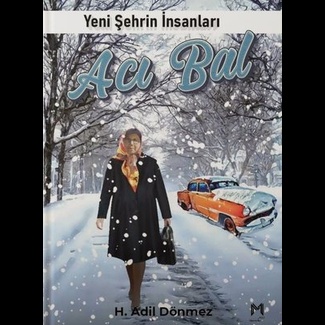 Yeni Şehrin İnsanları
Acı Bal
H. Adil Dönmez
M